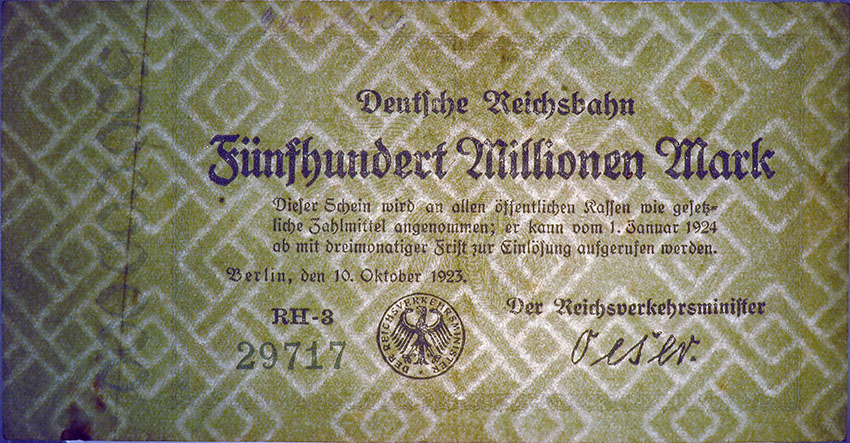 Deutsche Reichsbahn
Fünfhundert Millionen Mark
Dieser Schein wird an allen öffentlichen Kassen wie gesetz-
liche Zahlmittel angenommen; er kann vom 1. Januar 1924
ab mit dreimonatiger Frist zur Einlösung aufgerufen werden.
Berlin, den 10. Oktober 1923.
Der Reichsverkehrsminister
RH-3
DER REICHSVERKEHRSMINISTER
29717
Oeser.